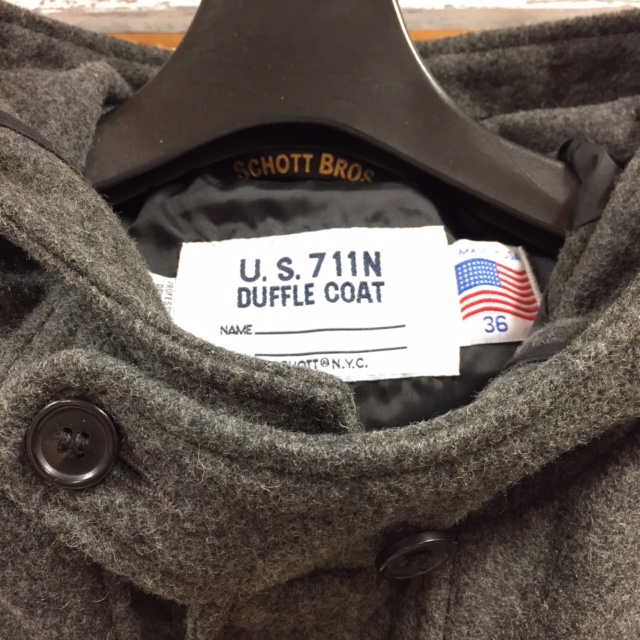 SCHOTT BROS.
U.S. 711N
DUFFLE COAT
NAME
SCHOTT® N.Y.C.
36